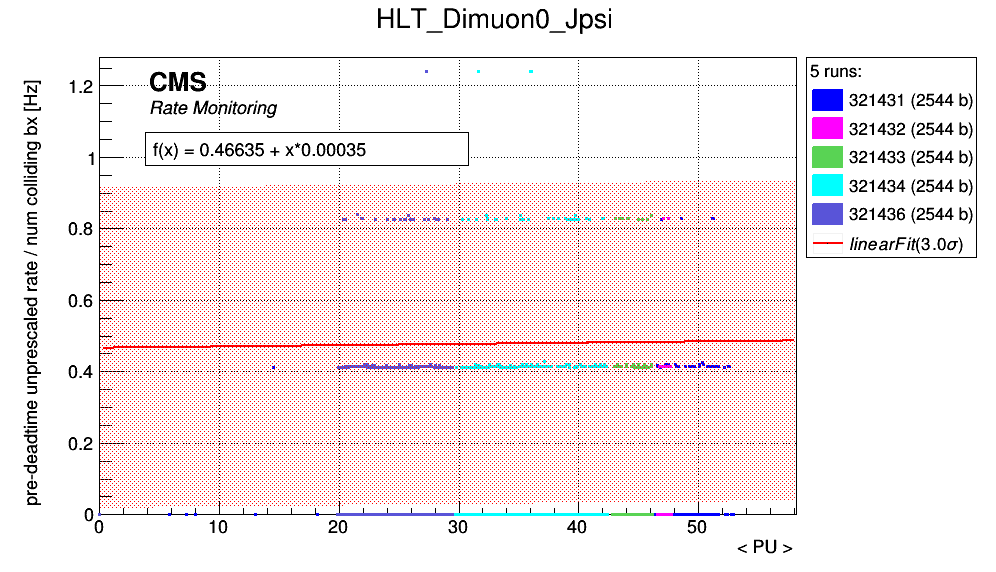 HLT_Dimuon0_Jpsi
CMS
Rate Monitoring
f(x) = 0.46635 + x*0.00035
pre-deadtime unprescaled rate / num colliding bx [Hz]
1.2
1
0.8
0.6
0.4
0.2
0
0 10 20 30 40 50
< PU >
5 runs:
321431 (2544 b)
321432 (2544 b)
321433 (2544 b)
321434 (2544 b)
321436 (2544 b)
linearFit(3.0σ)